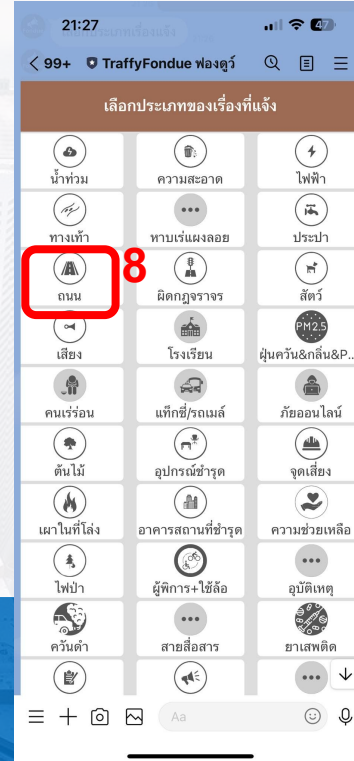 21:27
47
99+ TraffyFondue ฟองดูว์
เลือกประเภทของเรื่องที่แจ้ง
น้ำท่วม ความสะอาด ไฟฟ้า
ทางเท้า หาบเร่แผงลอย ประปา
8
ถนน ผิดกฎจราจร สัตว์
PM2.5
เสียง โรงเรียน ฝุ่นควัน&กลิ่น&P...
คนเร่ร่อน แท็กซี่/รถเมล์ ภัยออนไลน์
ต้นไม้ อุปกรณ์ชำรุด จุดเสี่ยง
เผาในที่โล่ง อาคารสถานที่ชำรุด ความช่วยเหลือ
ไฟป่า ผู้พิการ+ใช้ล้อ อุบัติเหตุ
ควันดำ สายสื่อสาร ยาเสพติด
Aa